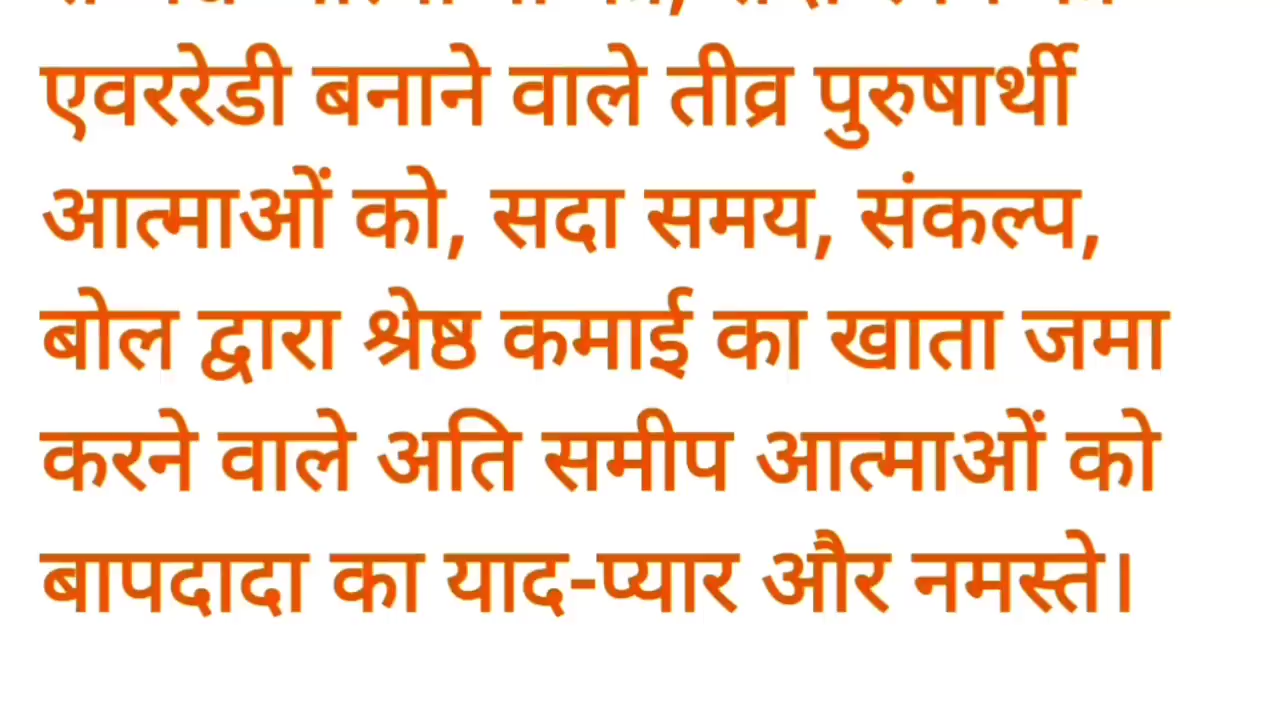 एवररेडी बनाने वाले तीव्र पुरुषार्थी
आत्माओं को, सदा समय, संकल्प,
बोल द्वारा श्रेष्ठ कमाई का खाता जमा
करने वाले अति समीप आत्माओं को
बापदादा का याद-प्यार और नमस्ते।